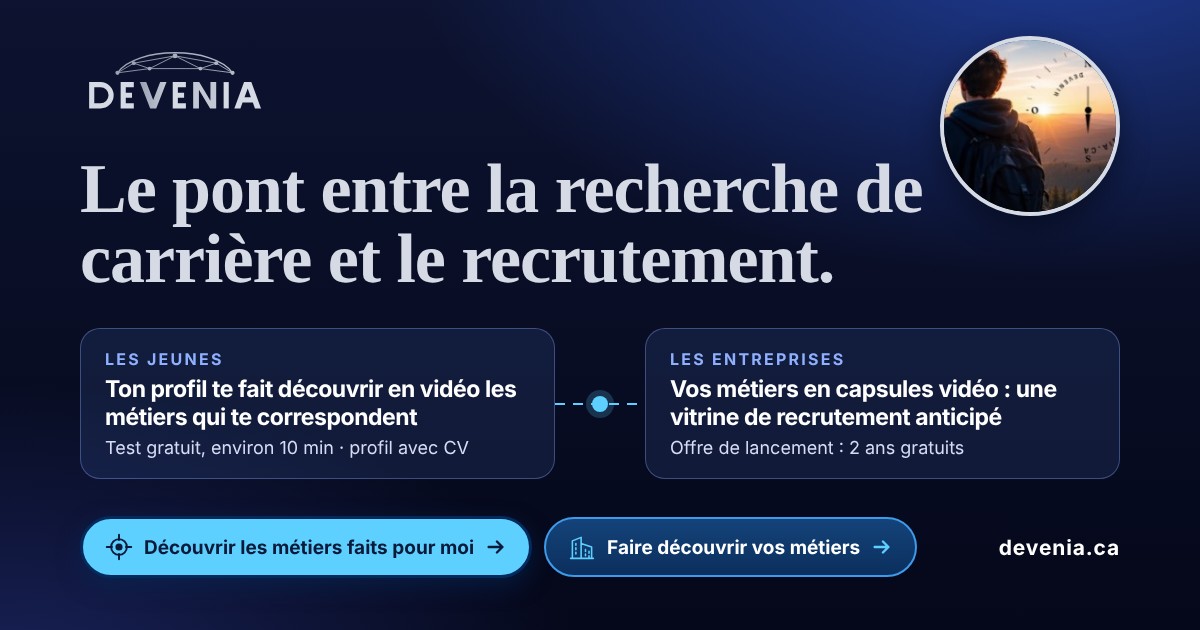 DEVENIA
Le pont entre la recherche de
carrière et le recrutement.
LES JEUNES
Ton profil te fait découvrir en vidéo les
métiers qui te correspondent
Test gratuit, environ 10 min · profil avec CV
LES ENTREPRISES
Vos métiers en capsules vidéo : une
vitrine de recrutement anticipé
Offre de lancement : 2 ans gratuits
Découvrir les métiers faits pour moi →
Faire découvrir vos métiers →
devenia.ca